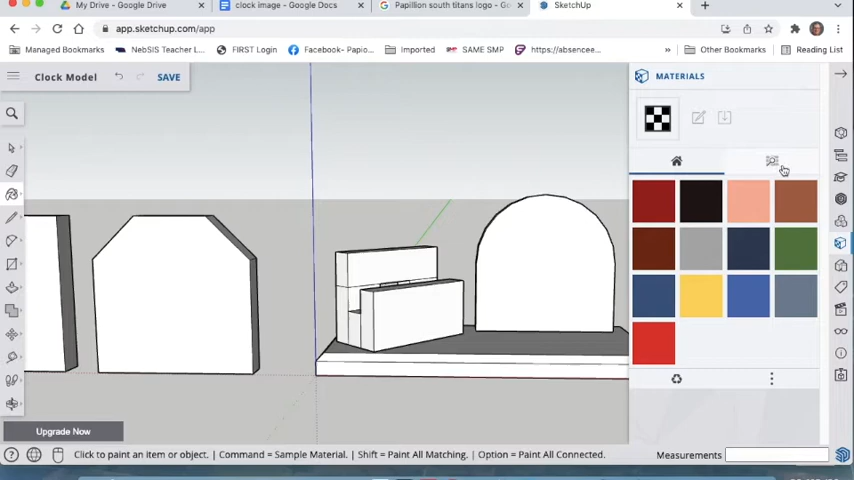 My Drive - Google Drive
clock image - Google Docs
Papillion south titans logo - Go
SketchUp
app.sketchup.com/app
Managed Bookmarks
NebSIS Teacher L...
FIRST Login
Facebook- Papio...
Imported
SAME SMP
https://absencee...
»
Other Bookmarks
Reading List
Clock Model
SAVE
MATERIALS
Upgrade Now
Click to paint an item or object. | Command = Sample Material. | Shift = Paint All Matching. | Option = Paint All Connected.
Measurements